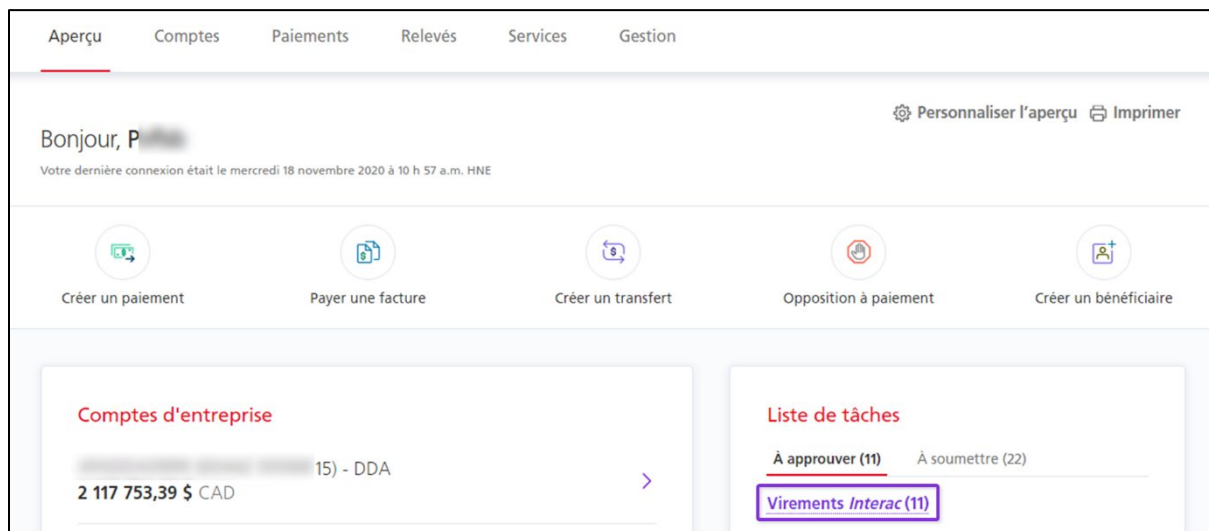 Aperçu Comptes Paiements Relevés Services Gestion
Personnaliser l'aperçu Imprimer
Bonjour, P
Votre dernière connexion était le mercredi 18 novembre 2020 à 10 h 57 a.m. HNE
Créer un paiement Payer une facture Créer un transfert Opposition à paiement Créer un bénéficiaire
Comptes d'entreprise
15) - DDA
2 117 753,39 $ CAD
Liste de tâches
À approuver (11) À soumettre (22)
Virements Interac (11)